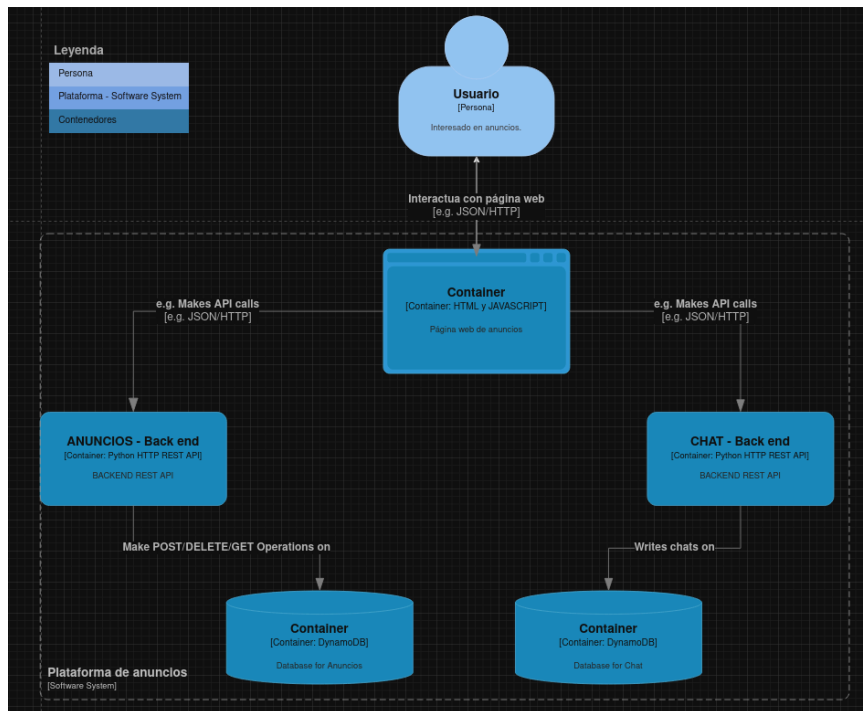 Leyenda
Persona
Plataforma - Software System
Contenedores
Usuario
[Persona]
Interesado en anuncios.
Interactua con página web
[e.g. JSON/HTTP]
Container
[Container: HTML y JAVASCRIPT]
Página web de anuncios
e.g. Makes API calls
[e.g. JSON/HTTP]
e.g. Makes API calls
[e.g. JSON/HTTP]
ANUNCIOS - Back end
[Container: Python HTTP REST API]
BACKEND REST API
CHAT - Back end
[Container: Python HTTP REST API]
BACKEND REST API
Make POST/DELETE/GET Operations on
Writes chats on
Container
[Container: DynamoDB]
Database for Anuncios
Container
[Container: DynamoDB]
Database for Chat
Plataforma de anuncios
[Software System]